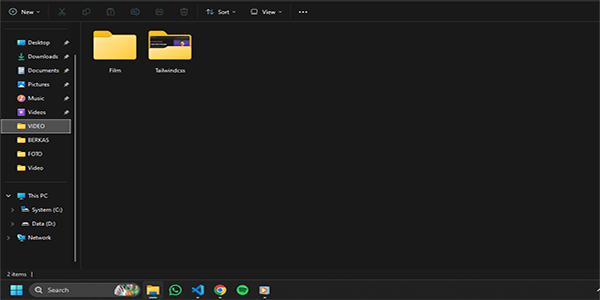 New
Sort
View
Desktop
Downloads
Documents
Pictures
Music
Videos
VIDEO
BERKAS
FOTO
Video
This PC
System (C:)
Data (D:)
Network
Film
Tailwindcss
2 items
Search